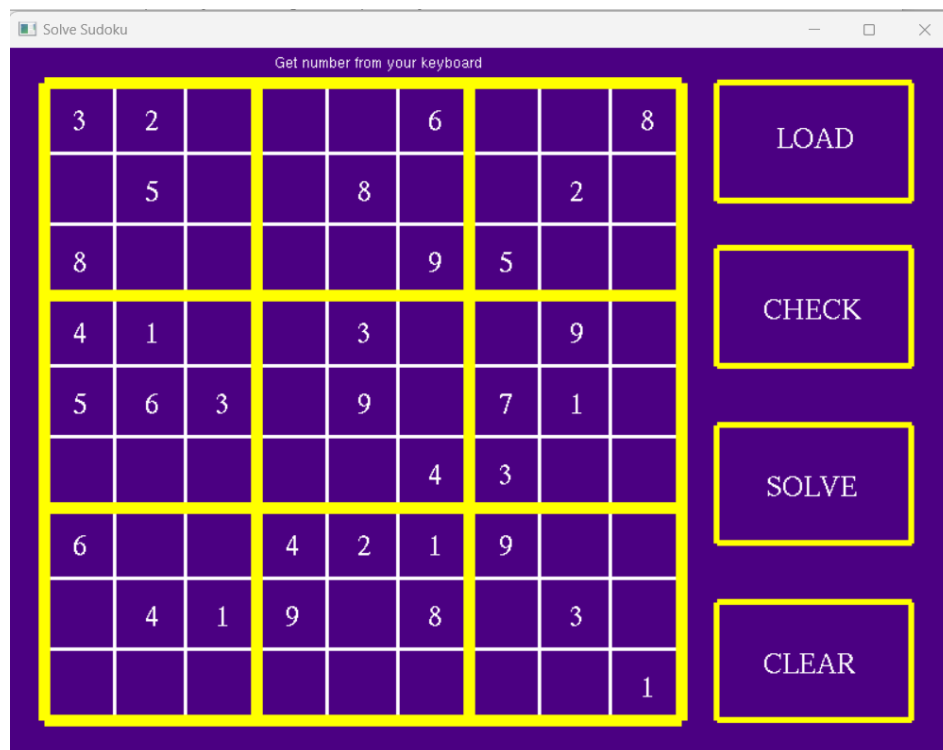 Solve Sudoku
Get number from your keyboard
3 2 6 8
5 8 2
8 9 5
4 1 3 9
5 6 3 9 7 1
4 3
6 4 2 1 9
4 1 9 8 3
1
LOAD
CHECK
SOLVE
CLEAR